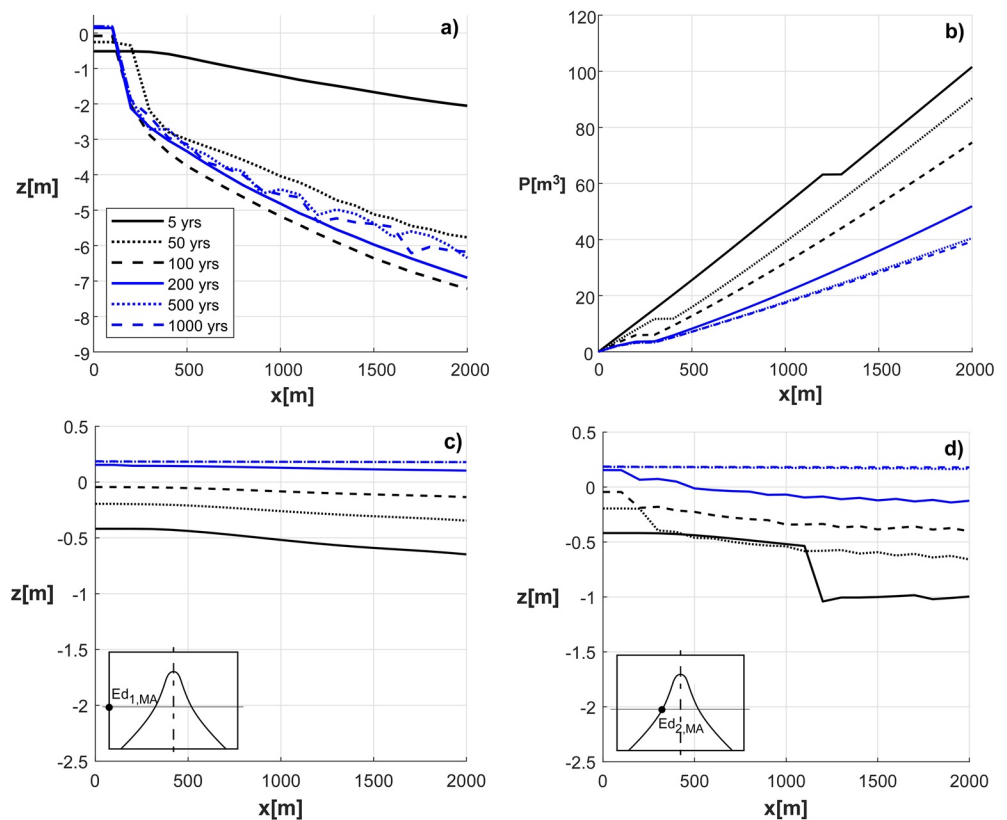 a)
0
-1
-2
-3
-4
-5
-6
-7
-8
-9
z[m]
5 yrs
50 yrs
100 yrs
200 yrs
500 yrs
1000 yrs
0 500 1000 1500 2000
x[m]
b)
120
100
80
60
40
20
0
P[m³]
0 500 1000 1500 2000
x[m]
c)
0.5
0
-0.5
-1
-1.5
-2
-2.5
z[m]
Ed1,MA
0 500 1000 1500 2000
x[m]
d)
0.5
0
-0.5
-1
-1.5
-2
-2.5
z[m]
Ed2,MA
0 500 1000 1500 2000
x[m]